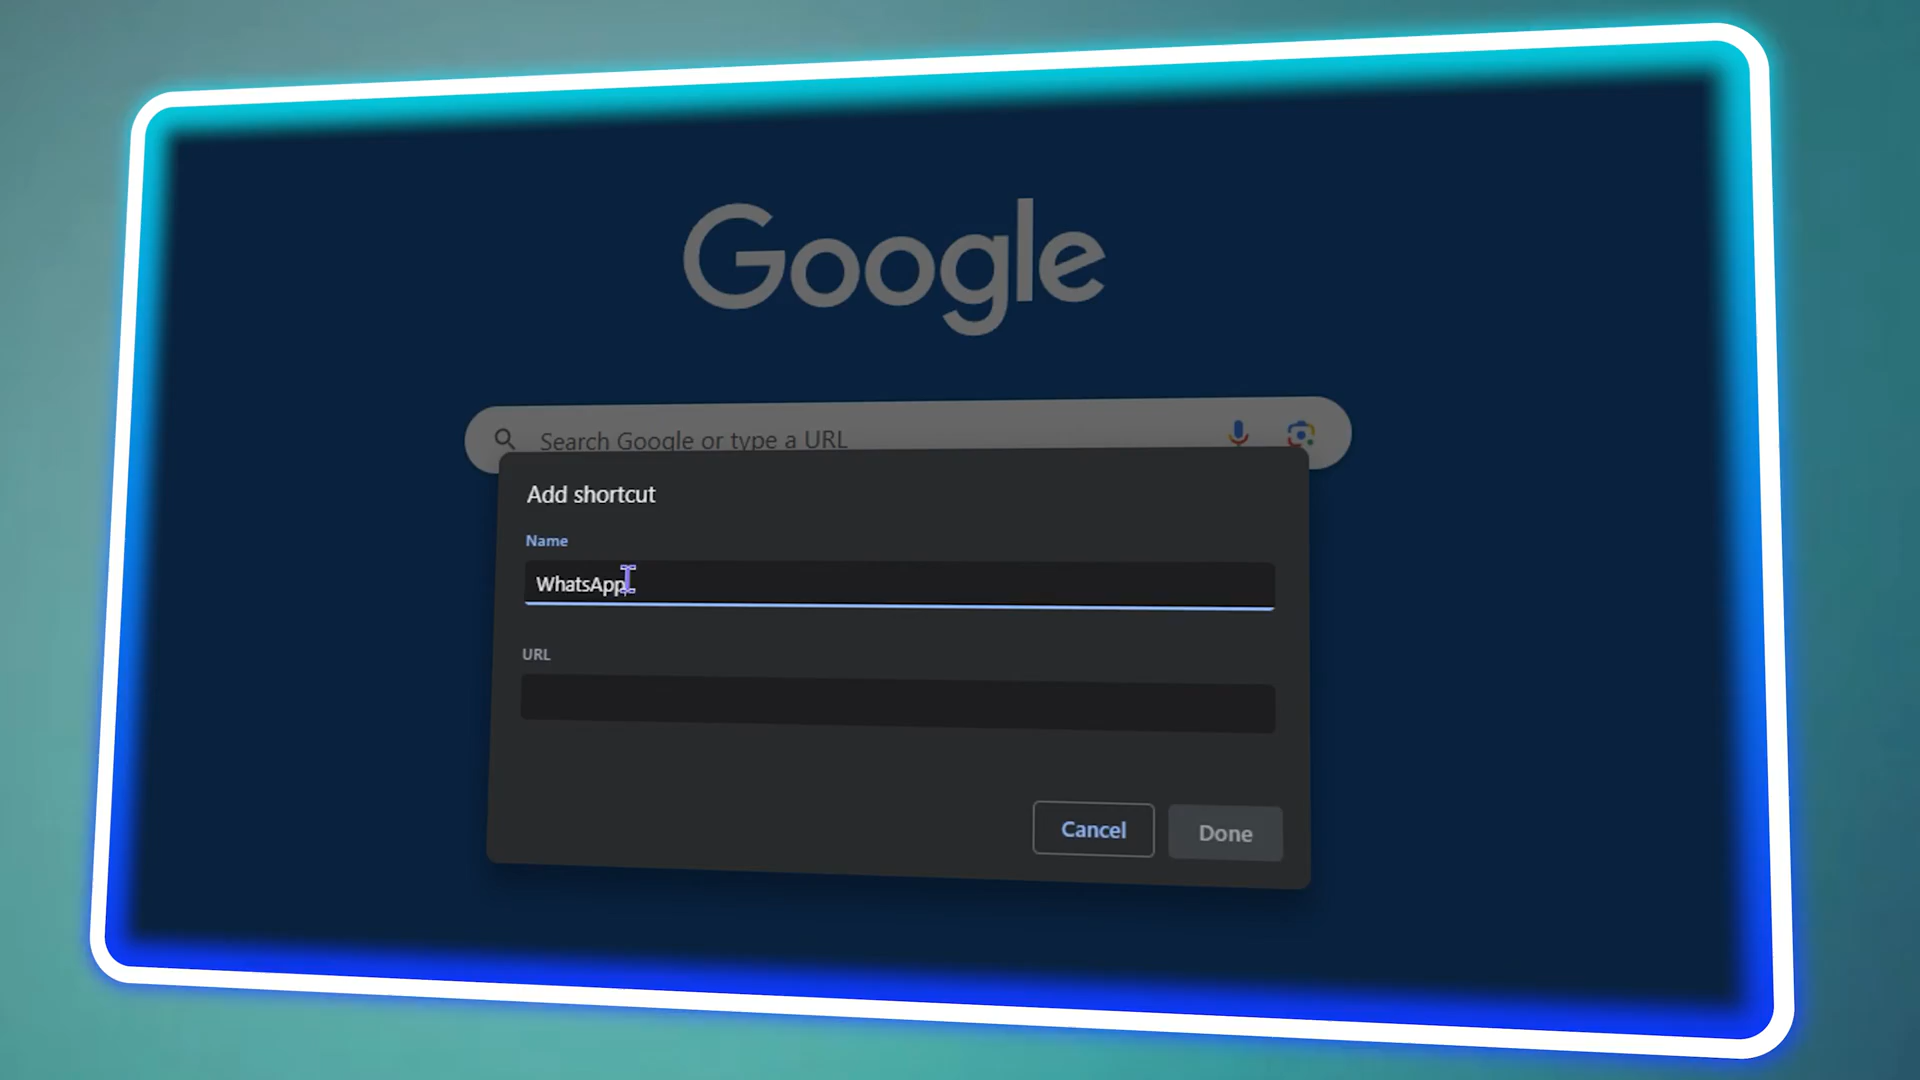 Google
Search Google or type a URL
Add shortcut
Name
WhatsApp
URL
Cancel
Done